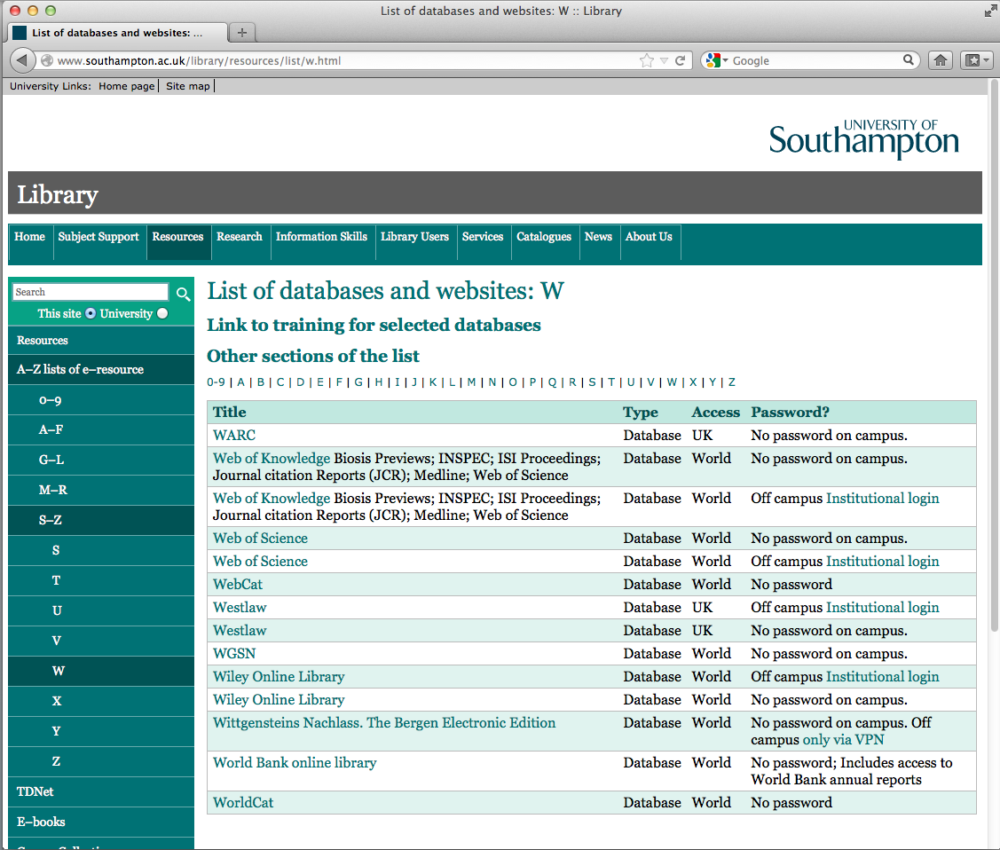 List of databases and websites: W :: Library
List of databases and websites: ...
www.southampton.ac.uk/library/resources/list/w.html
Google
University Links: Home page | Site map |
UNIVERSITY OF
Southampton
Library
Home Subject Support Resources Research Information Skills Library Users Services Catalogues News About Us
Search
This site University
Resources
A–Z lists of e–resource
0–9
A–F
G–L
M–R
S–Z
S
T
U
V
W
X
Y
Z
TDNet
E–books
List of databases and websites: W
Link to training for selected databases
Other sections of the list
0-9 | A | B | C | D | E | F | G | H | I | J | K | L | M | N | O | P | Q | R | S | T | U | V | W | X | Y | Z
Title Type Access Password?
WARC Database UK No password on campus.
Web of Knowledge Biosis Previews; INSPEC; ISI Proceedings; Database World No password on campus.
Journal citation Reports (JCR); Medline; Web of Science
Web of Knowledge Biosis Previews; INSPEC; ISI Proceedings; Database World Off campus Institutional login
Journal citation Reports (JCR); Medline; Web of Science
Web of Science Database World No password on campus.
Web of Science Database World Off campus Institutional login
WebCat Database World No password
Westlaw Database UK Off campus Institutional login
Westlaw Database UK No password on campus.
WGSN Database World No password on campus.
Wiley Online Library Database World Off campus Institutional login
Wiley Online Library Database World No password on campus.
Wittgensteins Nachlass. The Bergen Electronic Edition Database World No password on campus. Off
campus only via VPN
World Bank online library Database World No password; Includes access to
World Bank annual reports
WorldCat Database World No password